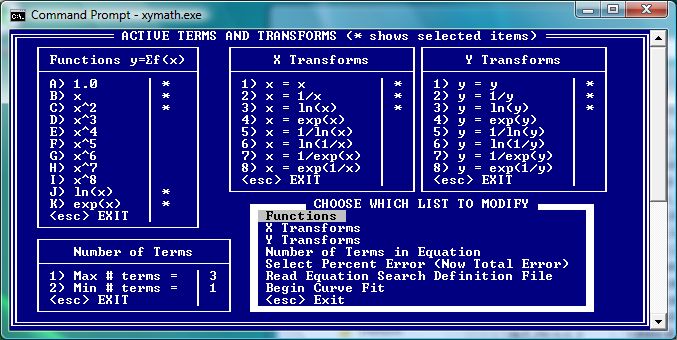 Command Prompt - xymath.exe
ACTIVE TERMS AND TRANSFORMS (* shows selected items)
Functions y=Σf(x)
A) 1.0 *
B) x *
C) x^2 *
D) x^3
E) x^4
F) x^5
G) x^6
H) x^7
I) x^8
J) ln(x) *
K) exp(x) *
<esc> EXIT
X Transforms
1) x = x *
2) x = 1/x *
3) x = ln(x) *
4) x = exp(x)
5) x = 1/ln(x)
6) x = ln(1/x)
7) x = 1/exp(x)
8) x = exp(1/x)
<esc> EXIT
Y Transforms
1) y = y *
2) y = 1/y *
3) y = ln(y) *
4) y = exp(y)
5) y = 1/ln(y)
6) y = ln(1/y)
7) y = 1/exp(y)
8) y = exp(1/y)
<esc> EXIT
Number of Terms
1) Max # terms = 3
2) Min # terms = 1
<esc> EXIT
CHOOSE WHICH LIST TO MODIFY
Functions
X Transforms
Y Transforms
Number of Terms in Equation
Select Percent Error (Now Total Error)
Read Equation Search Definition File
Begin Curve Fit
<esc> Exit